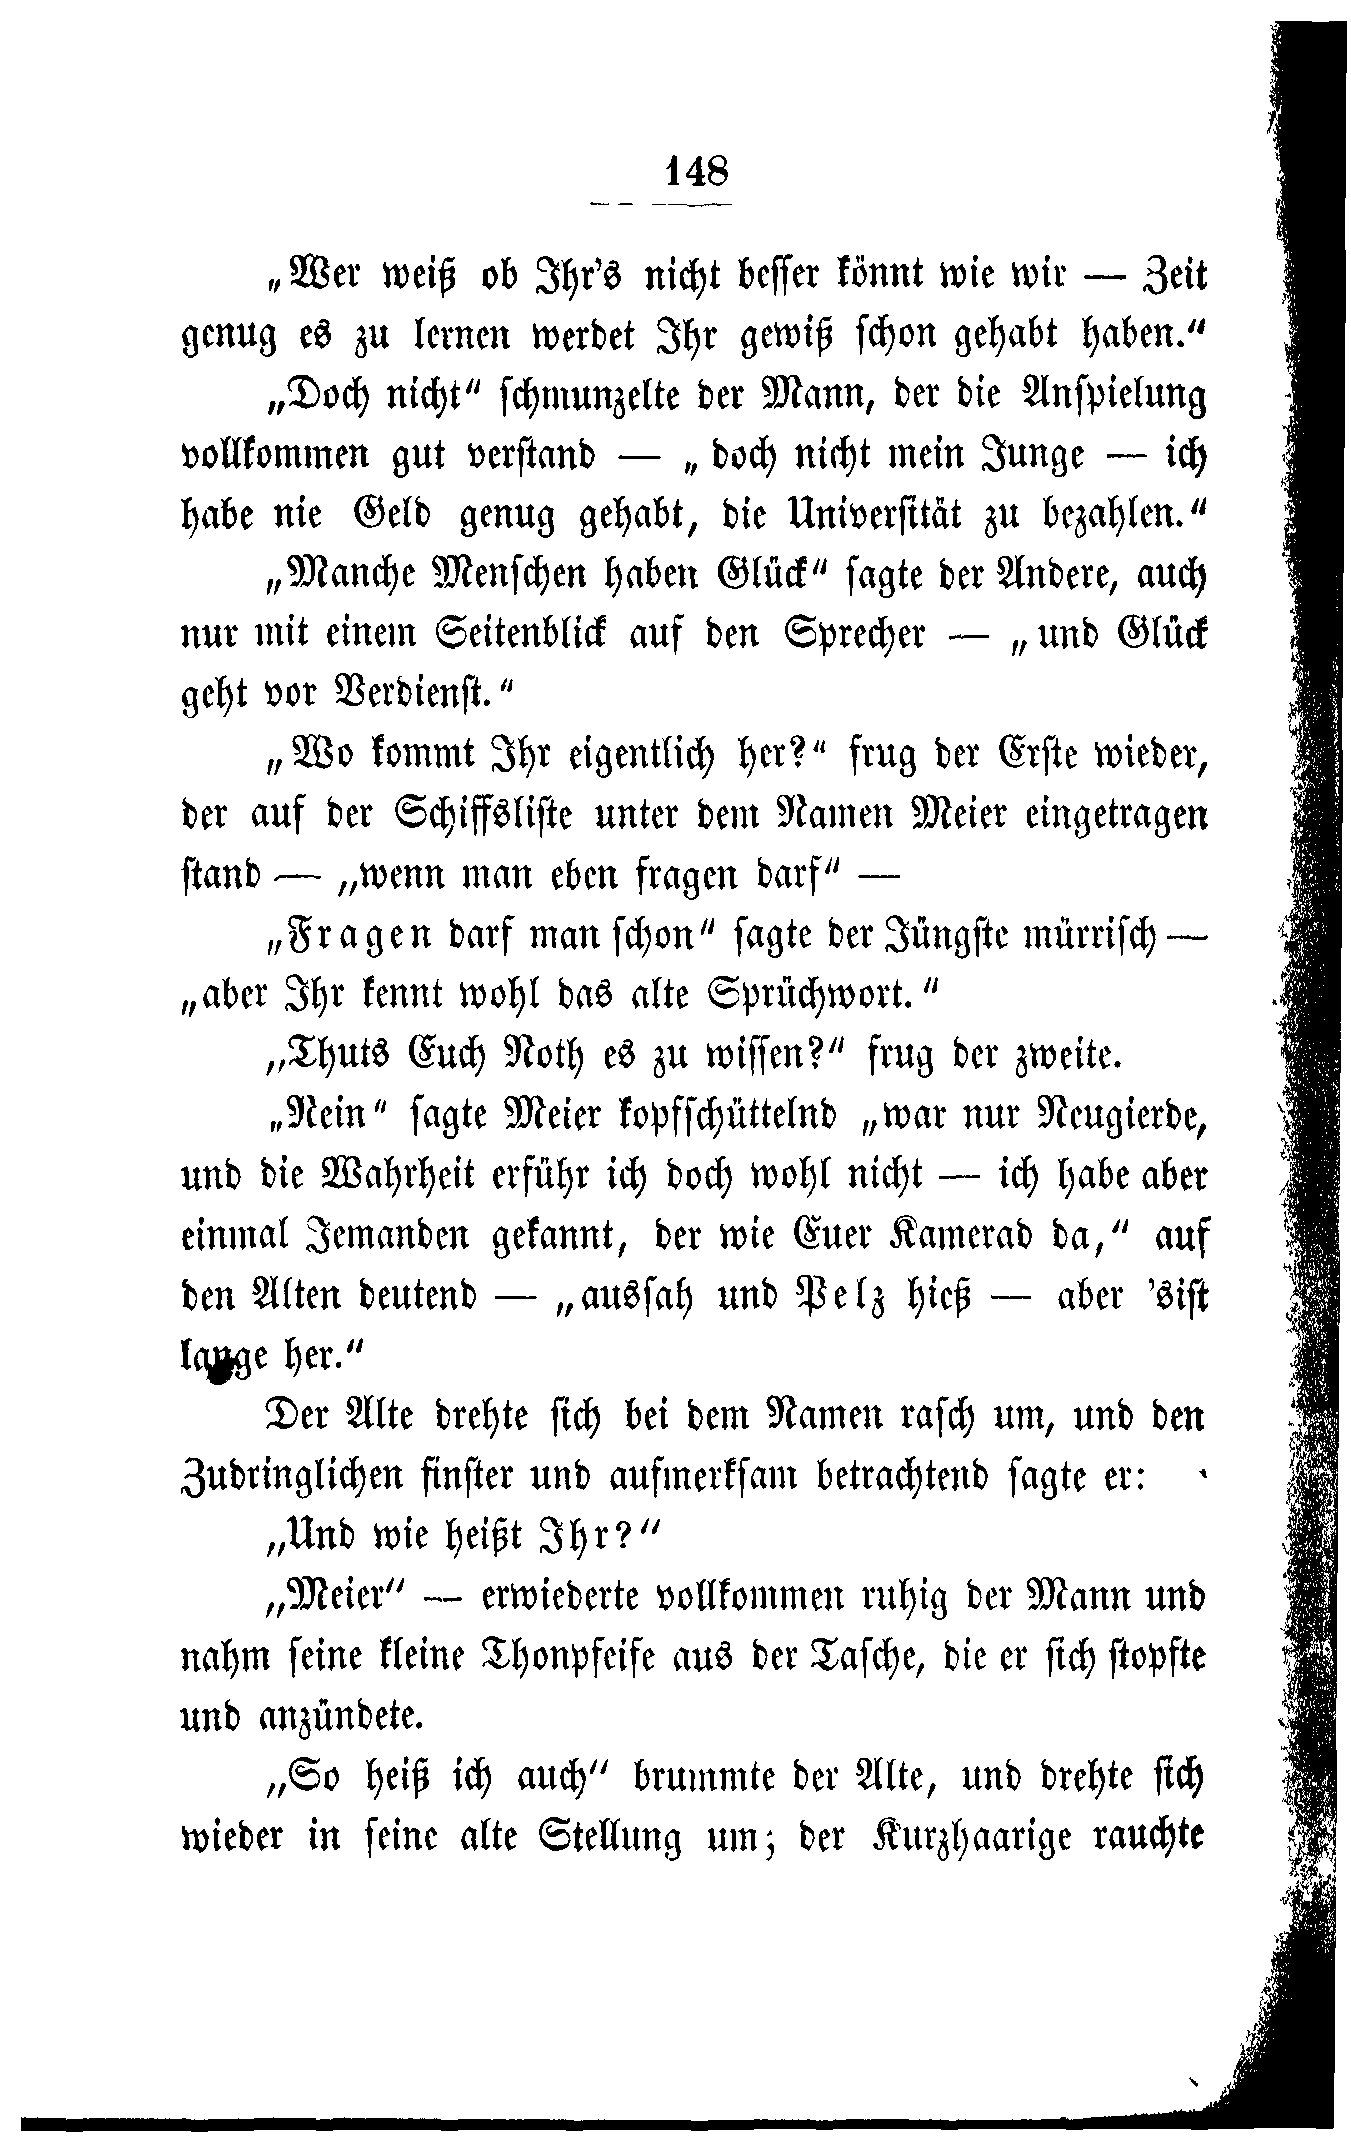 148
„Wer weiß ob Ihr's nicht besser könnt wie wir — Zeit
genug es zu lernen werdet Ihr gewiß schon gehabt haben.“
„Doch nicht“ schmunzelte der Mann, der die Anspielung
vollkommen gut verstand — „doch nicht mein Junge — ich
habe nie Geld genug gehabt, die Universität zu bezahlen.“
„Manche Menschen haben Glück“ sagte der Andere, auch
nur mit einem Seitenblick auf den Sprecher — „und Glück
geht vor Verdienst.“
„Wo kommt Ihr eigentlich her?“ frug der Erste wieder,
der auf der Schiffsliste unter dem Namen Meier eingetragen
stand — „wenn man eben fragen darf“ —
„Fragen darf man schon“ sagte der Jüngste mürrisch —
„aber Ihr kennt wohl das alte Sprüchwort.“
„Thuts Euch Noth es zu wissen?“ frug der zweite.
„Nein“ sagte Meier kopfschüttelnd „war nur Neugierde,
und die Wahrheit erführ ich doch wohl nicht — ich habe aber
einmal Jemanden gekannt, der wie Euer Kamerad da,“ auf
den Alten deutend — „aussah und Pelz hieß — aber 'sist
lange her.“
Der Alte drehte sich bei dem Namen rasch um, und den
Zudringlichen finster und aufmerksam betrachtend sagte er:
„Und wie heißt Ihr?“
„Meier“ — erwiederte vollkommen ruhig der Mann und
nahm seine kleine Thonpfeife aus der Tasche, die er sich stopfte
und anzündete.
„So heiß ich auch“ brummte der Alte, und drehte sich
wieder in seine alte Stellung um; der Kurzhaarige rauchte